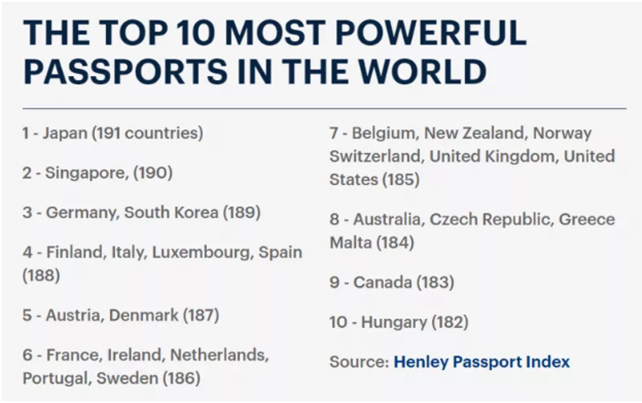 THE TOP 10 MOST POWERFUL
PASSPORTS IN THE WORLD
1 - Japan (191 countries)
2 - Singapore, (190)
3 - Germany, South Korea (189)
4 - Finland, Italy, Luxembourg, Spain
(188)
5 - Austria, Denmark (187)
6 - France, Ireland, Netherlands,
Portugal, Sweden (186)
7 - Belgium, New Zealand, Norway
Switzerland, United Kingdom, United
States (185)
8 - Australia, Czech Republic, Greece
Malta (184)
9 - Canada (183)
10 - Hungary (182)
Source: Henley Passport Index